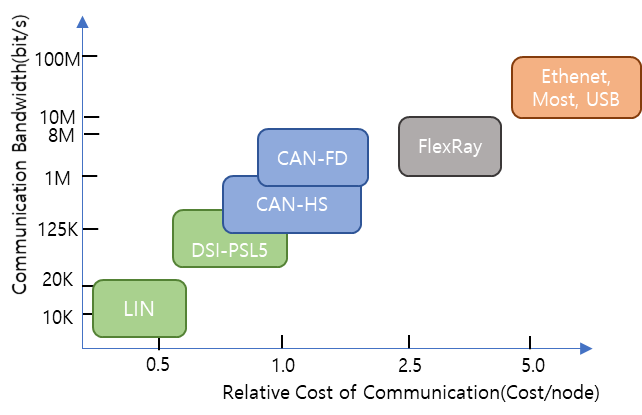 Communication Bandwidth(bit/s)
100M
10M
8M
1M
125K
20K
10K
Ethenet,
Most, USB
FlexRay
CAN-FD
CAN-HS
DSI-PSL5
LIN
0.5
1.0
2.5
5.0
Relative Cost of Communication(Cost/node)